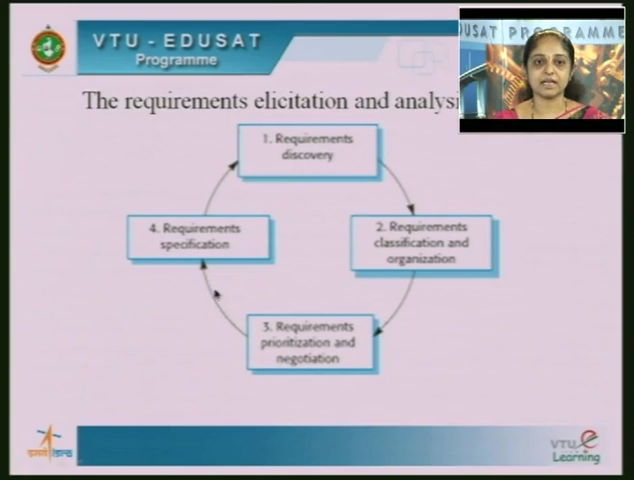 VTU - EDUSAT
Programme
DUSAT PROGRAMME
The requirements elicitation and analysi
1. Requirements
discovery
4. Requirements
specification
2. Requirements
classification and
organization
3. Requirements
prioritization and
negotiation
VTU e
Learning